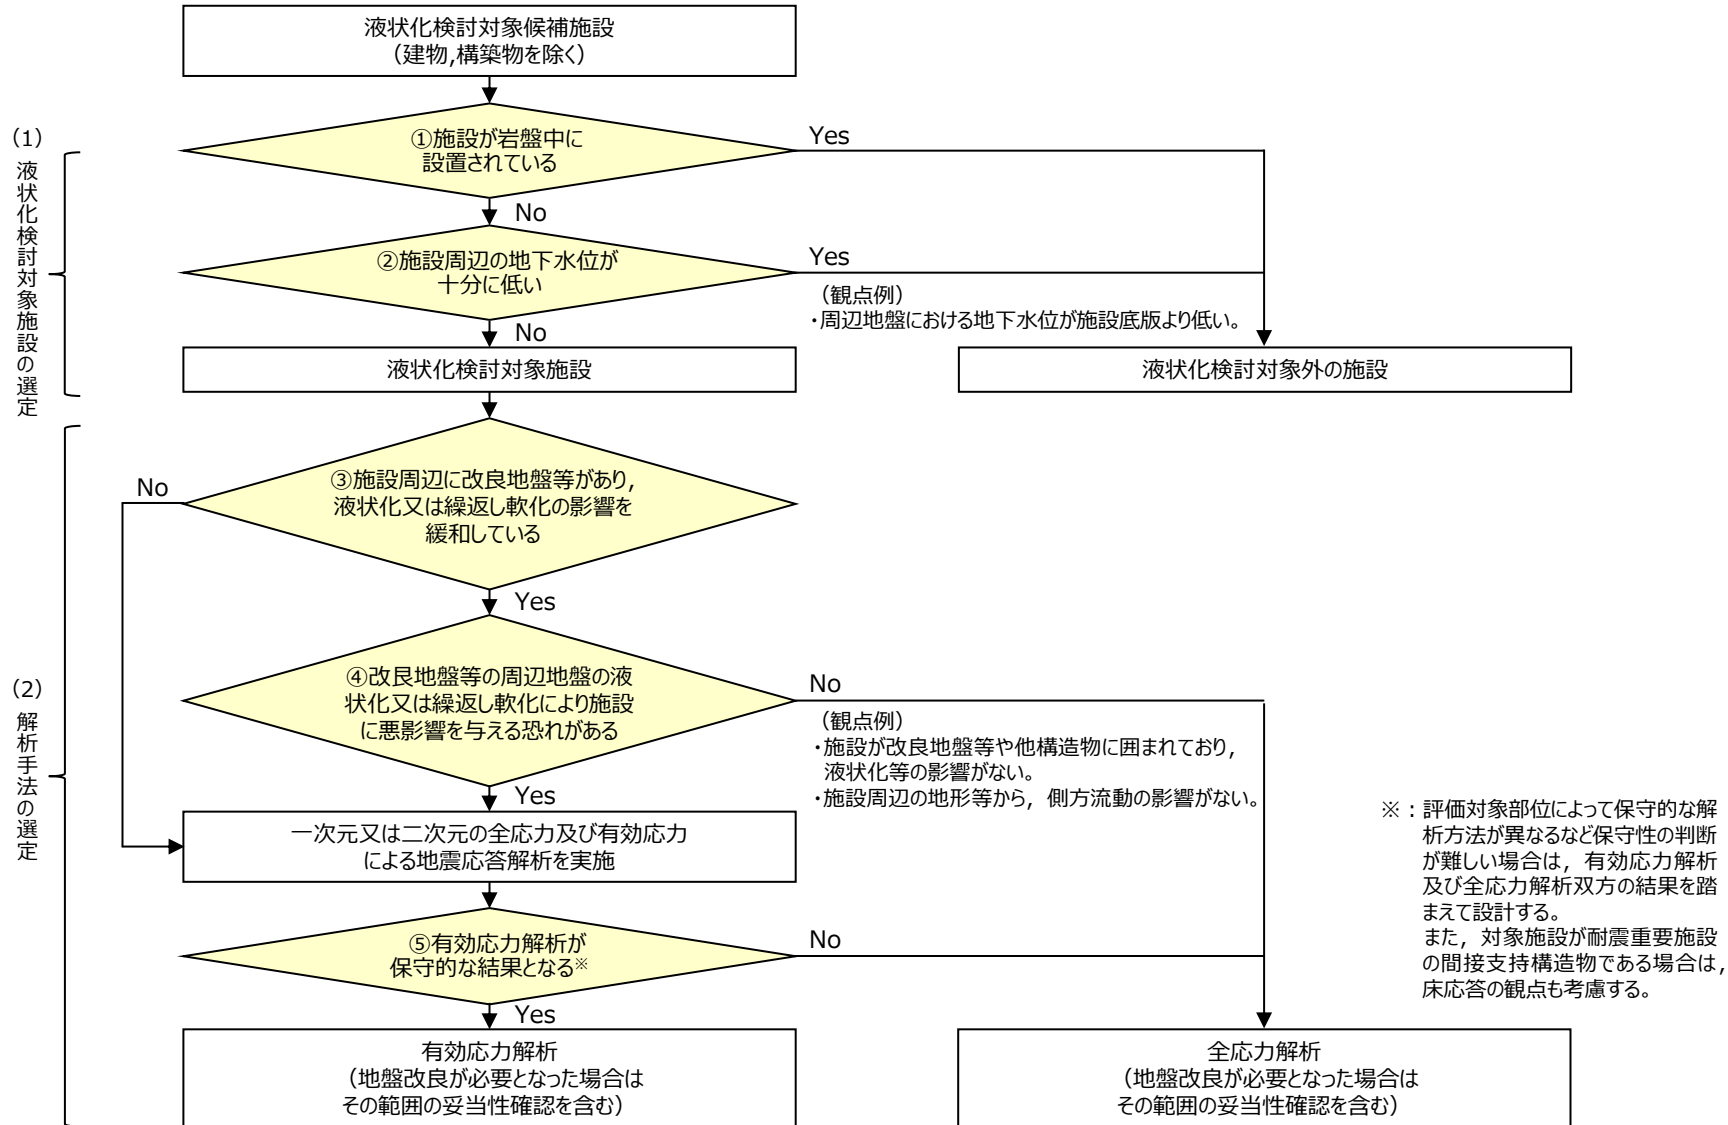 液状化検討対象候補施設
（建物,構築物を除く）
（1）
液状化検討対象施設の選定
①施設が岩盤中に
設置されている
Yes
No
②施設周辺の地下水位が
十分に低い
Yes
（観点例）
・周辺地盤における地下水位が施設底版より低い。
No
液状化検討対象施設
液状化検討対象外の施設
（2）
解析手法の選定
③施設周辺に改良地盤等があり,
液状化又は繰返し軟化の影響を
緩和している
No
Yes
④改良地盤等の周辺地盤の液
状化又は繰返し軟化により施設
に悪影響を与える恐れがある
No
（観点例）
・施設が改良地盤等や他構造物に囲まれており,
液状化等の影響がない。
・施設周辺の地形等から, 側方流動の影響がない。
Yes
一次元又は二次元の全応力及び有効応力
による地震応答解析を実施
⑤有効応力解析が
保守的な結果となる※
No
Yes
※：評価対象部位によって保守的な解
析方法が異なるなど保守性の判断
が難しい場合は, 有効応力解析
及び全応力解析双方の結果を踏
まえて設計する。
また, 対象施設が耐震重要施設
の間接支持構造物である場合は,
床応答の観点も考慮する。
有効応力解析
（地盤改良が必要となった場合は
その範囲の妥当性確認を含む）
全応力解析
（地盤改良が必要となった場合は
その範囲の妥当性確認を含む）